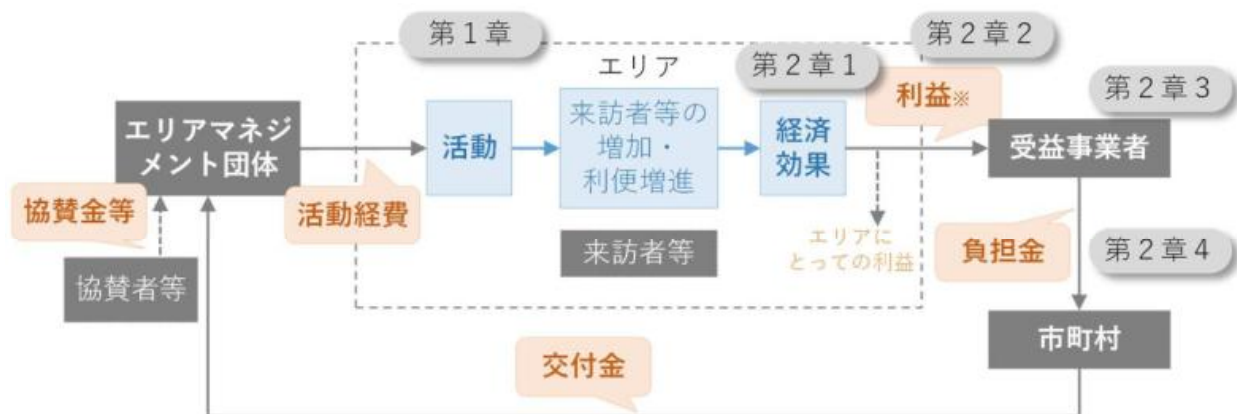 第1章
第2章2
エリア
第2章1
第2章3
利益※
エリアマネジ
メント団体
活動
来訪者等の
増加・
利便増進
経済
効果
受益事業者
協賛金等
活動経費
エリアに
とっての利益
負担金
第2章4
協賛者等
来訪者等
市町村
交付金